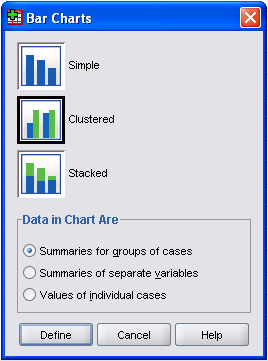 Bar Charts
Simple
Clustered
Stacked
Data in Chart Are
Summaries for groups of cases
Summaries of separate variables
Values of individual cases
Define
Cancel
Help